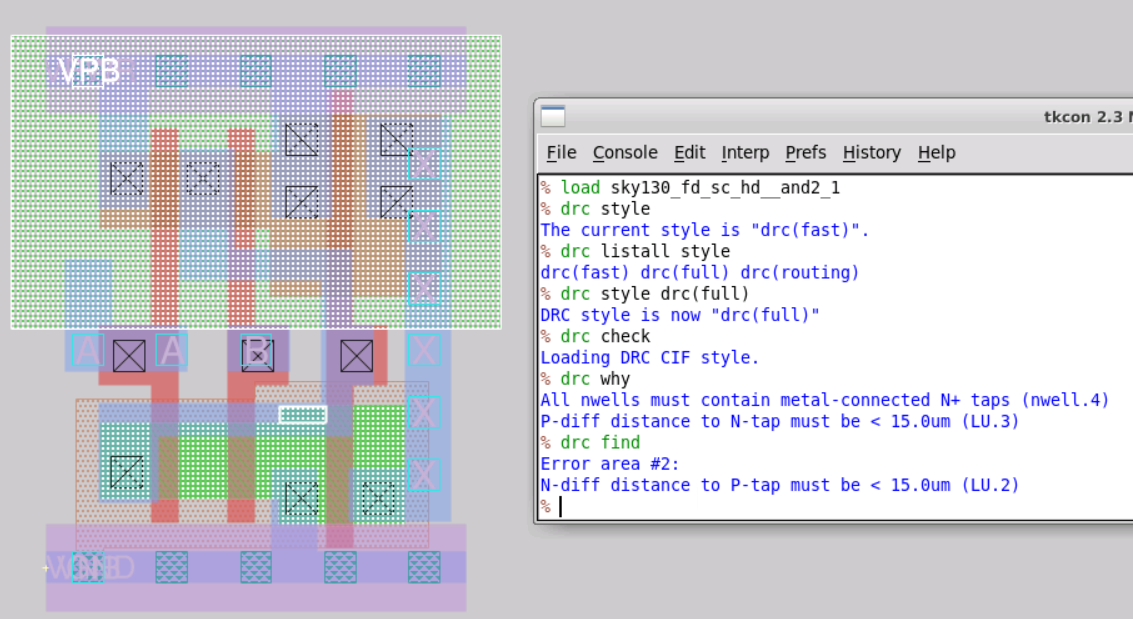 VPB
A
A
B
X
X
X
X
X
X
tkcon 2.3
File Console Edit Interp Prefs History Help
% load sky130_fd_sc_hd__and2_1
% drc style
The current style is "drc(fast)".
% drc listall style
drc(fast) drc(full) drc(routing)
% drc style drc(full)
DRC style is now "drc(full)"
% drc check
Loading DRC CIF style.
% drc why
All nwells must contain metal-connected N+ taps (nwell.4)
P-diff distance to N-tap must be < 15.0um (LU.3)
% drc find
Error area #2:
N-diff distance to P-tap must be < 15.0um (LU.2)
%